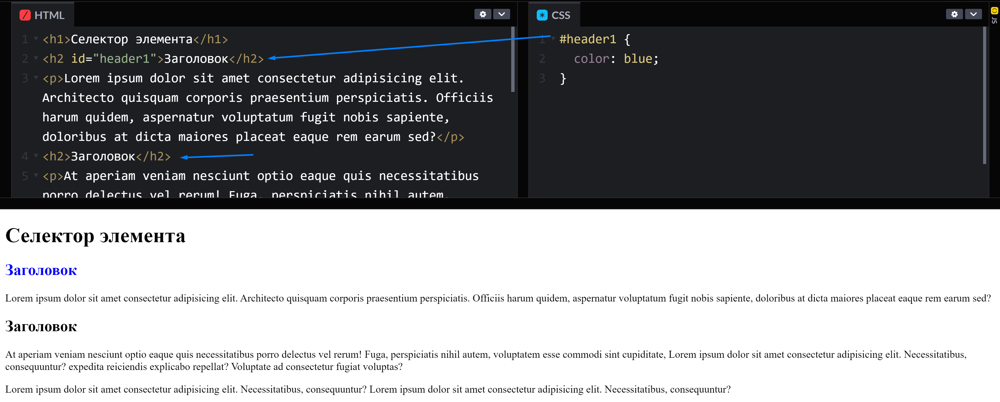 HTML
1 <h1>Селектор элемента</h1>
2 <h2 id="header1">Заголовок</h2>
3 <p>Lorem ipsum dolor sit amet consectetur adipisicing elit.
Architecto quisquam corporis praesentium perspiciatis. Officiis
harum quidem, aspernatur voluptatum fugit nobis sapiente,
doloribus at dicta maiores placeat eaque rem earum sed?</p>
4 <h2>Заголовок</h2>
5 <p>At aperiam veniam nesciunt optio eaque quis necessitatibus
porro delectus vel rerum! Fuga, perspiciatis nihil autem,
CSS
1 #header1 {
2 color: blue;
3 }
JS
Селектор элемента
Заголовок
Lorem ipsum dolor sit amet consectetur adipisicing elit. Architecto quisquam corporis praesentium perspiciatis. Officiis harum quidem, aspernatur voluptatum fugit nobis sapiente, doloribus at dicta maiores placeat eaque rem earum sed?
Заголовок
At aperiam veniam nesciunt optio eaque quis necessitatibus porro delectus vel rerum! Fuga, perspiciatis nihil autem, voluptatem esse commodi sint cupiditate, Lorem ipsum dolor sit amet consectetur adipisicing elit. Necessitatibus,
consequuntur? expedita reiciendis explicabo repellat? Voluptate ad consectetur fugiat voluptas?
Lorem ipsum dolor sit amet consectetur adipisicing elit. Necessitatibus, consequuntur? Lorem ipsum dolor sit amet consectetur adipisicing elit. Necessitatibus, consequuntur?